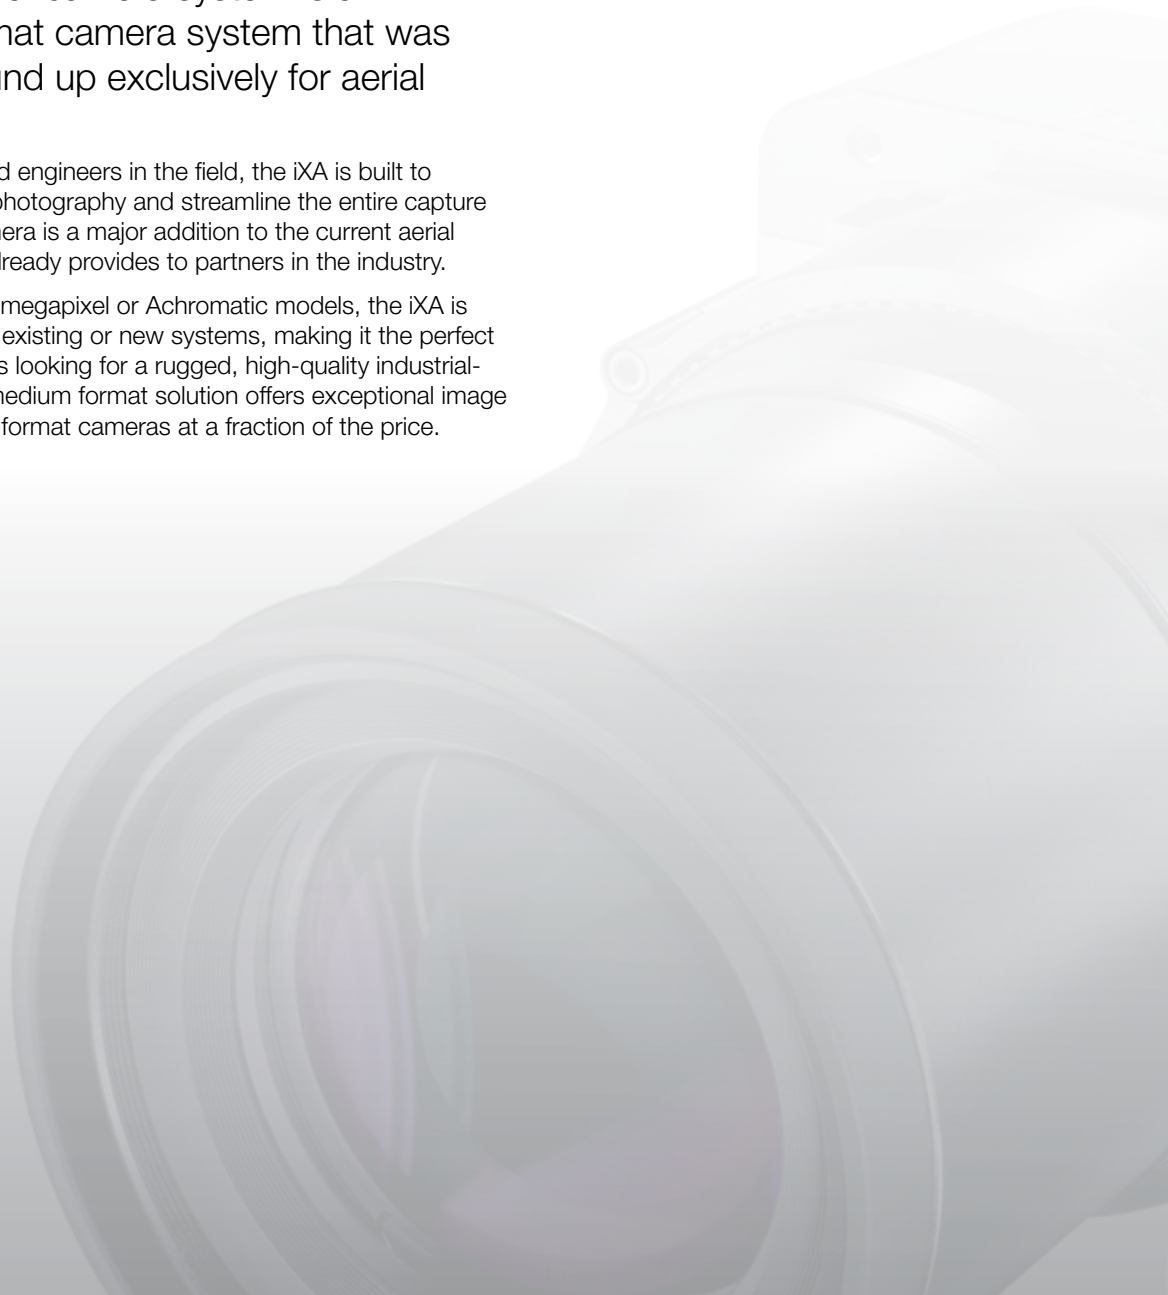 mat camera system that was
und up exclusively for aerial
d engineers in the field, the iXA is built to
photography and streamline the entire capture
era is a major addition to the current aerial
lready provides to partners in the industry.
megapixel or Achromatic models, the iXA is
existing or new systems, making it the perfect
s looking for a rugged, high-quality industrial-
medium format solution offers exceptional image
format cameras at a fraction of the price.